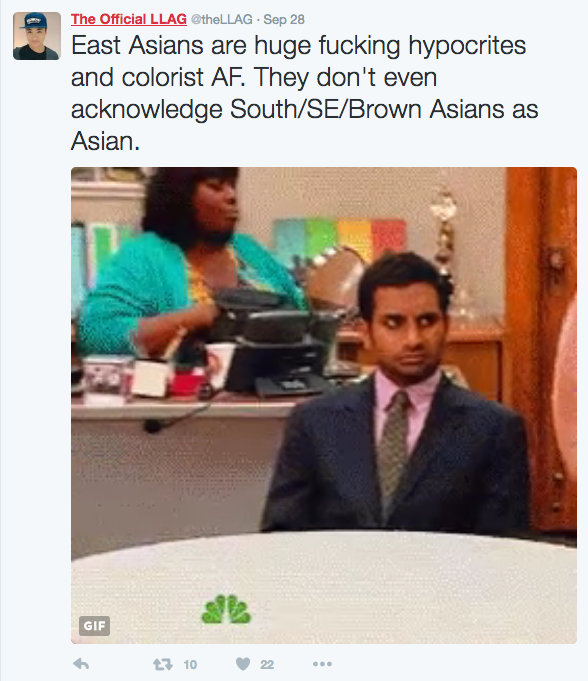 The Official LLAG @theLLAG · Sep 28
East Asians are huge fucking hypocrites
and colorist AF. They don't even
acknowledge South/SE/Brown Asians as
Asian.
GIF
10
22